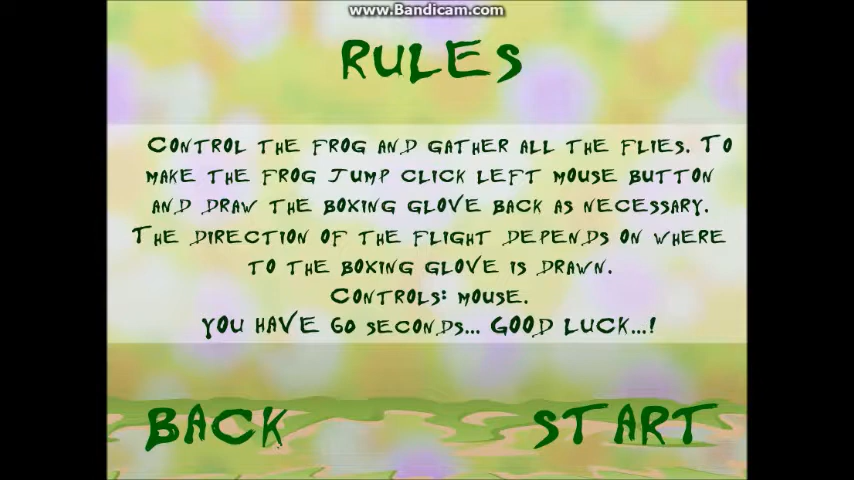 www.Bandicam.com
RULES
CONTROL THE FROG AND GATHER ALL THE FLIES. TO
MAKE THE FROG JUMP CLICK LEFT MOUSE BUTTON
AND DRAW THE BOXING GLOVE BACK AS NECESSARY.
THE DIRECTION OF THE FLIGHT DEPENDS ON WHERE
TO THE BOXING GLOVE IS DRAWN.
CONTROLS: MOUSE.
YOU HAVE 60 SECONDS... GOOD LUCK...!
BACK START